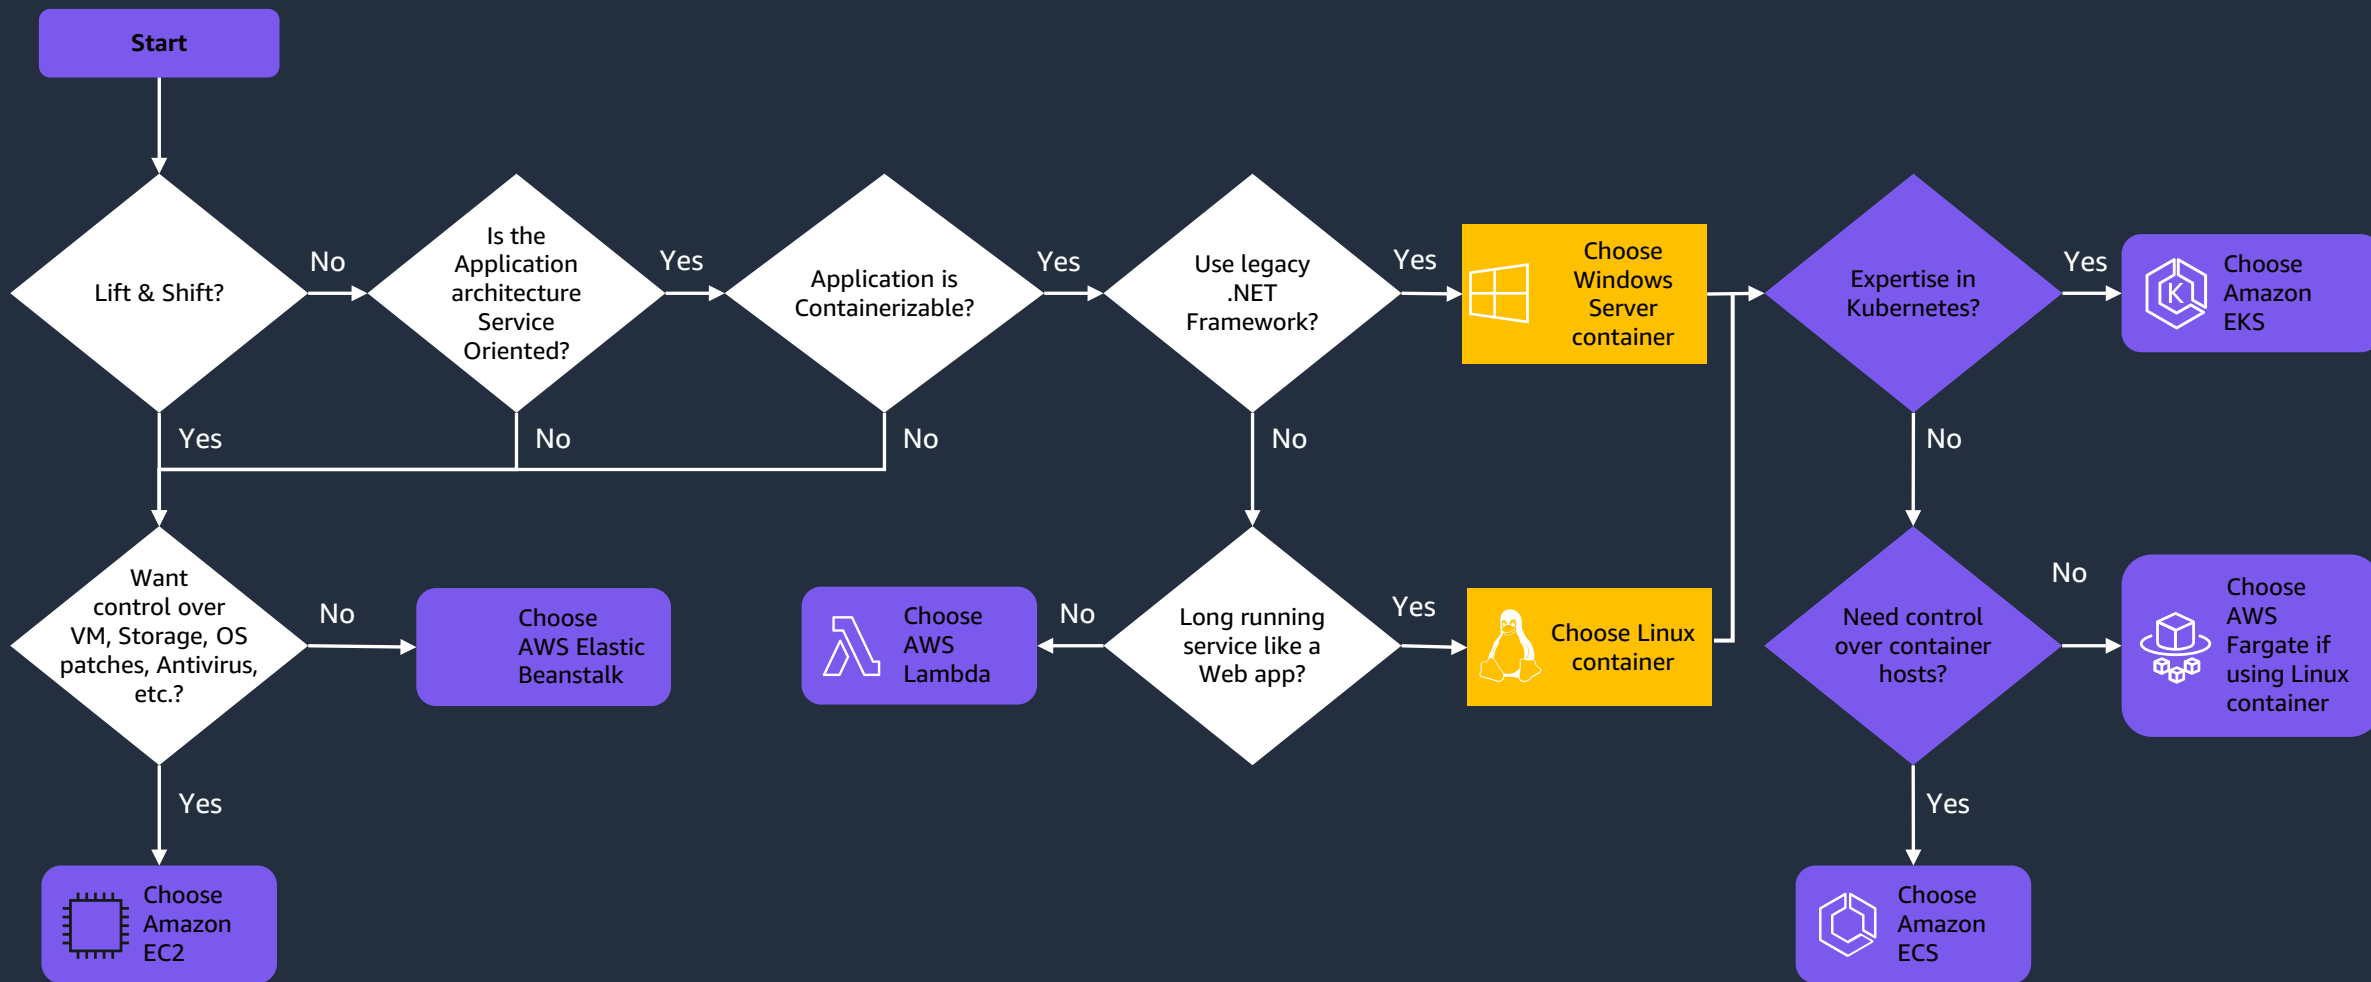 Start
Lift & Shift?
No
Is the
Application
architecture
Service
Oriented?
Yes
Application is
Containerizable?
Yes
Use legacy
.NET
Framework?
Yes
Choose
Windows
Server
container
Expertise in
Kubernetes?
Yes
K
Choose
Amazon
EKS
Yes
No
No
No
No
Want
control over
VM, Storage, OS
patches, Antivirus,
etc.?
No
Choose
AWS Elastic
Beanstalk
Choose
AWS
Lambda
No
Long running
service like a
Web app?
Yes
Choose Linux
container
Need control
over container
hosts?
No
Choose
AWS
Fargate if
using Linux
container
Yes
Yes
Choose
Amazon
EC2
Choose
Amazon
ECS